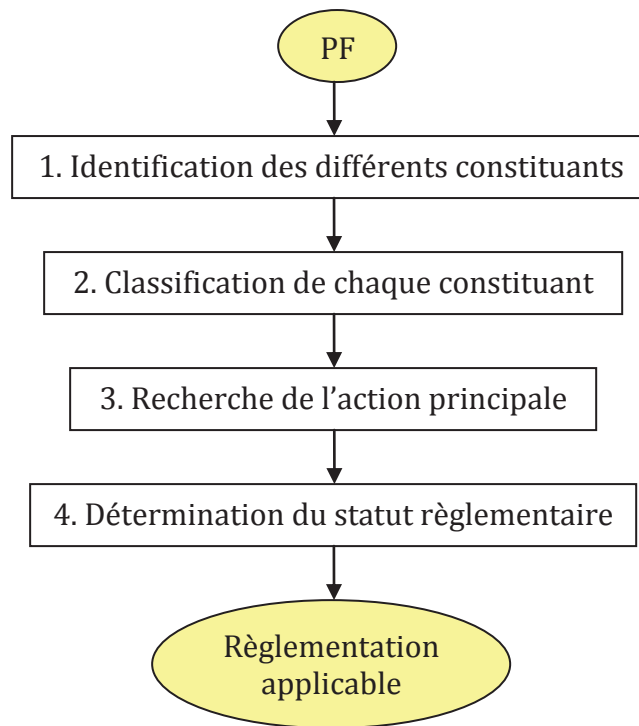 PF
1. Identification des différents constituants
2. Classification de chaque constituant
3. Recherche de l’action principale
4. Détermination du statut règlementaire
Règlementation
applicable